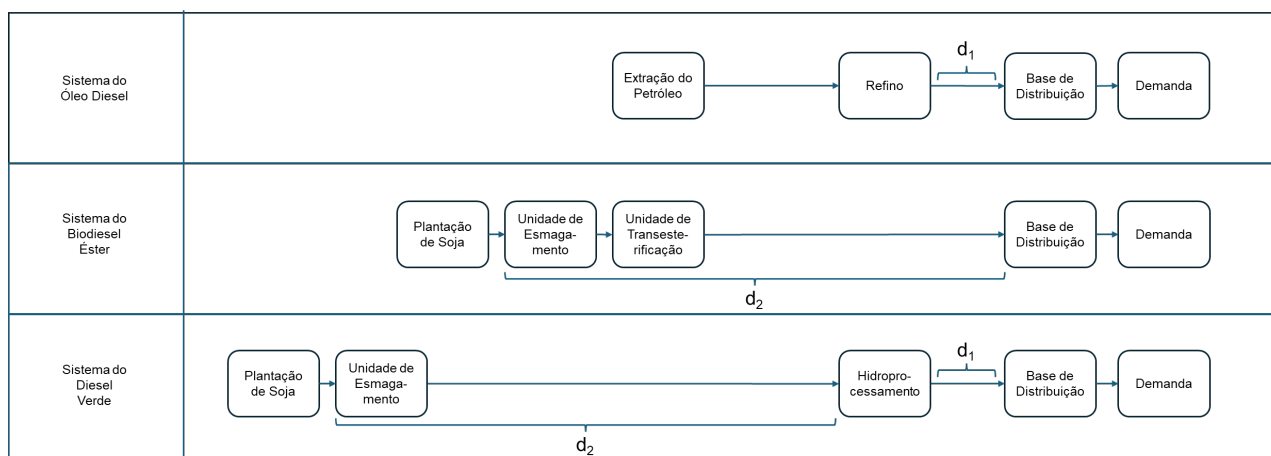 Sistema do
Óleo Diesel
Extração do
Petróleo
Refino
d1
Base de
Distribuição
Demanda
Sistema do
Biodiesel
Éster
Plantação
de Soja
Unidade de
Esmaga-
mento
Unidade de
Transeste-
rificação
Base de
Distribuição
Demanda
d2
Sistema do
Diesel
Verde
Plantação
de Soja
Unidade de
Esmaga-
mento
Hidropro-
cessamento
d1
Base de
Distribuição
Demanda
d2